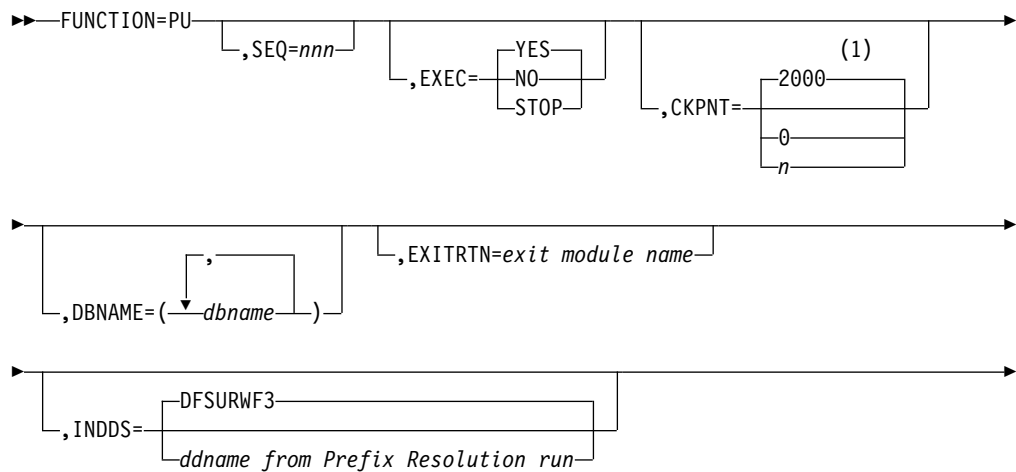 FUNCTION=PU
,SEQ=nnn
,EXEC=
YES
NO
STOP
(1)
,CKPNT=
2000
0
n
,DBNAME=(
,
dbname
)
,EXITRTN=exit module name
,INDDS=
DFSURWF3
ddname from Prefix Resolution run